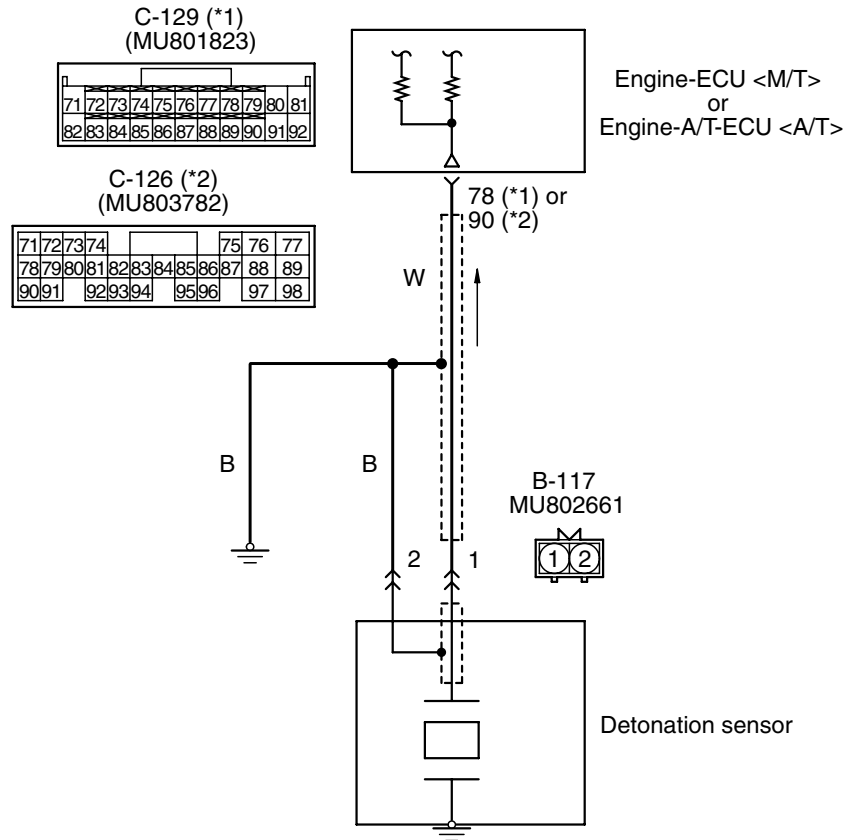 C-129 (*1)
(MU801823)
71 72 73 74 75 76 77 78 79 80 81
82 83 84 85 86 87 88 89 90 91 92
C-126 (*2)
(MU803782)
71 72 73 74 75 76 77
78 79 80 81 82 83 84 85 86 87 88 89
90 91 92 93 94 95 96 97 98
Engine-ECU <M/T>
or
Engine-A/T-ECU <A/T>
78 (*1) or
90 (*2)
W
B
B
B-117
MU802661
1 2
2
1
Detonation sensor